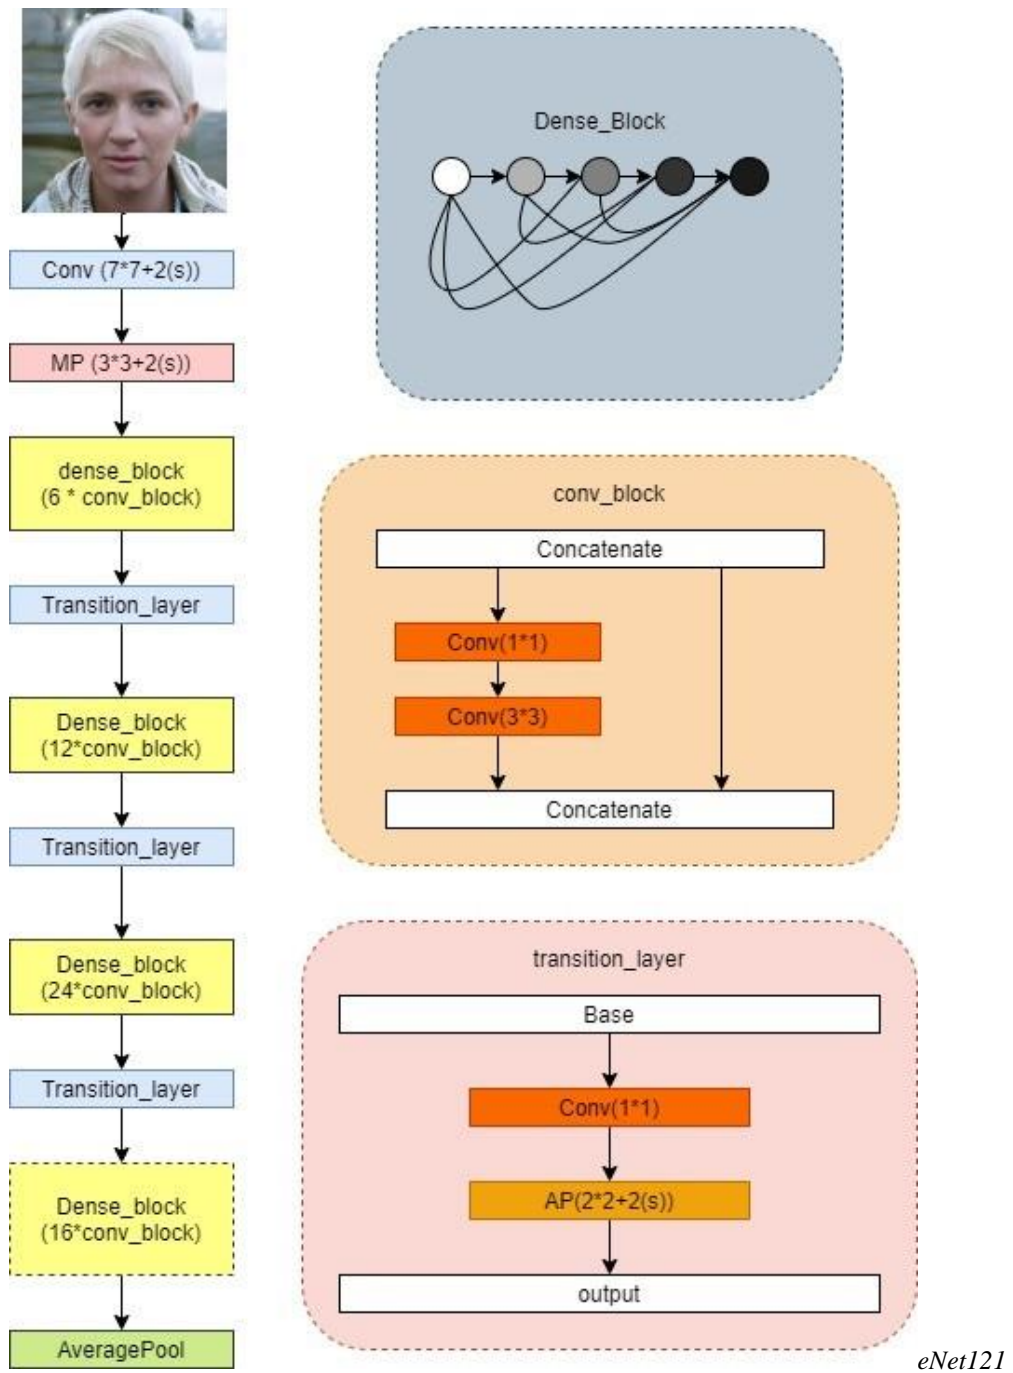 Conv (7*7+2(s))
MP (3*3+2(s))
dense_block
(6 * conv_block)
Transition_layer
Dense_block
(12*conv_block)
Transition_layer
Dense_block
(24*conv_block)
Transition_layer
Dense_block
(16*conv_block)
AveragePool
Dense_Block
conv_block
Concatenate
Conv(1*1)
Conv(3*3)
Concatenate
transition_layer
Base
Conv(1*1)
AP(2*2+2(s))
output
eNet121